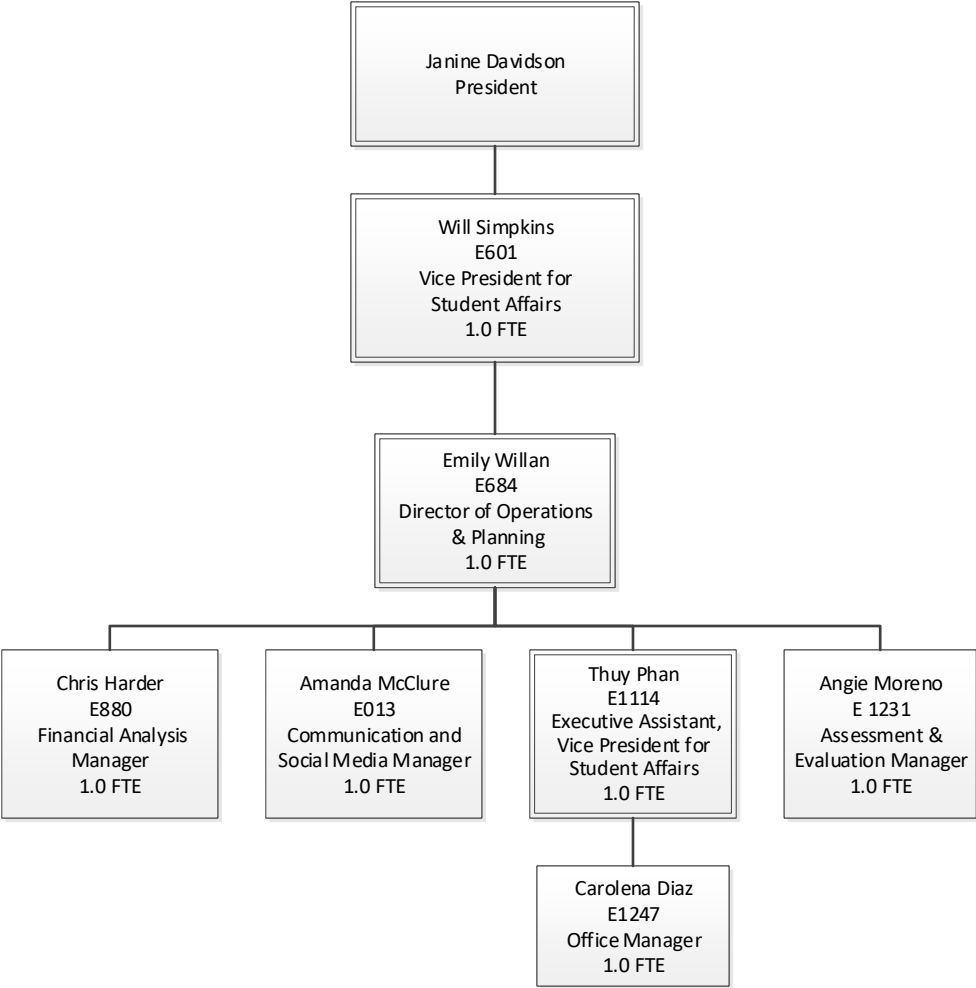 Janine Davidson
President
Will Simpkins
E601
Vice President for
Student Affairs
1.0 FTE
Emily Willan
E684
Director of Operations
& Planning
1.0 FTE
Chris Harder
E880
Financial Analysis
Manager
1.0 FTE
Amanda McClure
E013
Communication and
Social Media Manager
1.0 FTE
Thuy Phan
E1114
Executive Assistant,
Vice President for
Student Affairs
1.0 FTE
Angie Moreno
E 1231
Assessment &
Evaluation Manager
1.0 FTE
Carolena Diaz
E1247
Office Manager
1.0 FTE